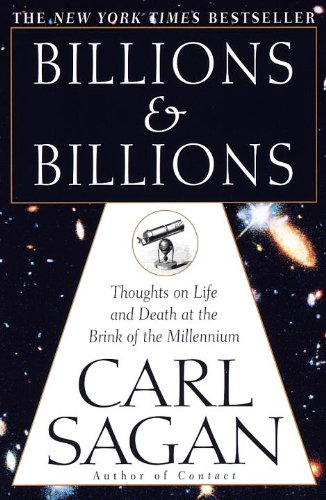 THE NEW YORK TIMES BESTSELLER
BILLIONS
&
BILLIONS
Thoughts on Life
and Death at the
Brink of the Millennium
CARL
SAGAN
Author of Contact